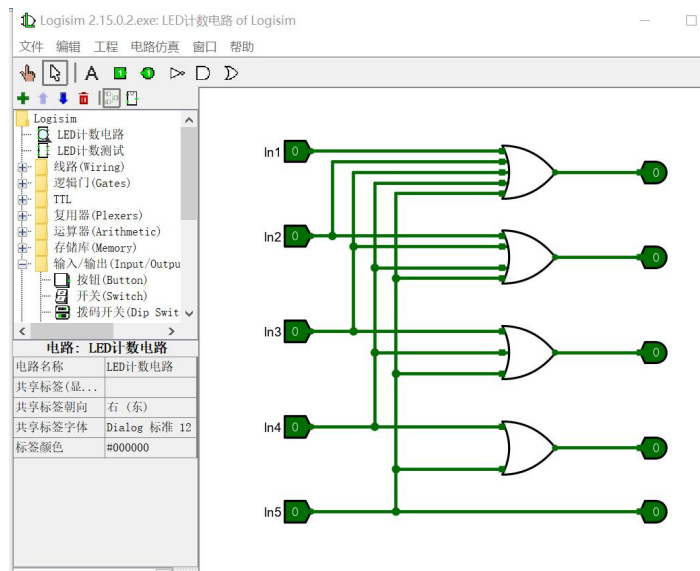 Logisim 2.15.0.2.exe: LED计数电路 of Logisim
文件 编辑 工程 电路仿真 窗口 帮助
A 1 1
Logisim
LED计数电路
LED计数测试
线路(Wiring)
逻辑门(Gates)
TTL
复用器(Plexers)
运算器(Arithmetic)
存储库(Memory)
输入/输出(Input/Outpu
按钮(Button)
开关(Switch)
拨码开关(Dip Swit
电路: LED计数电路
电路名称 LED计数电路
共享标签(显...
共享标签朝向 右 (东)
共享标签字体 Dialog 标准 12
标签颜色 #000000
In1 0 0
In2 0 0
In3 0 0
In4 0 0
In5 0 0